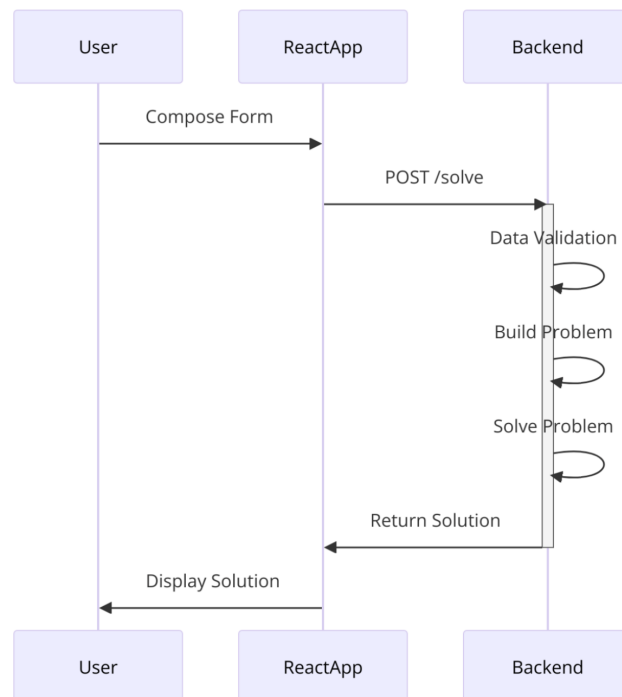 User
ReactApp
Backend
Compose Form
POST /solve
Data Validation
Build Problem
Solve Problem
Return Solution
Display Solution
User
ReactApp
Backend